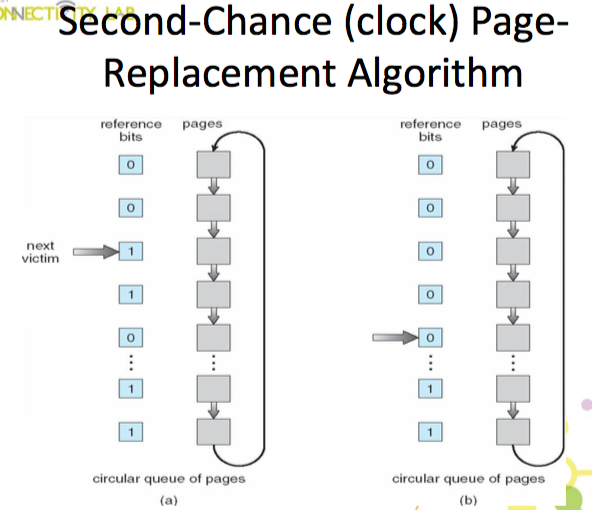 ONNECTIVITY LAB
Second-Chance (clock) Page-
Replacement Algorithm
reference bits
pages
0
0
next victim
1
1
0
⋮
⋮
1
1
circular queue of pages
(a)
reference bits
pages
0
0
0
0
0
⋮
⋮
1
1
circular queue of pages
(b)